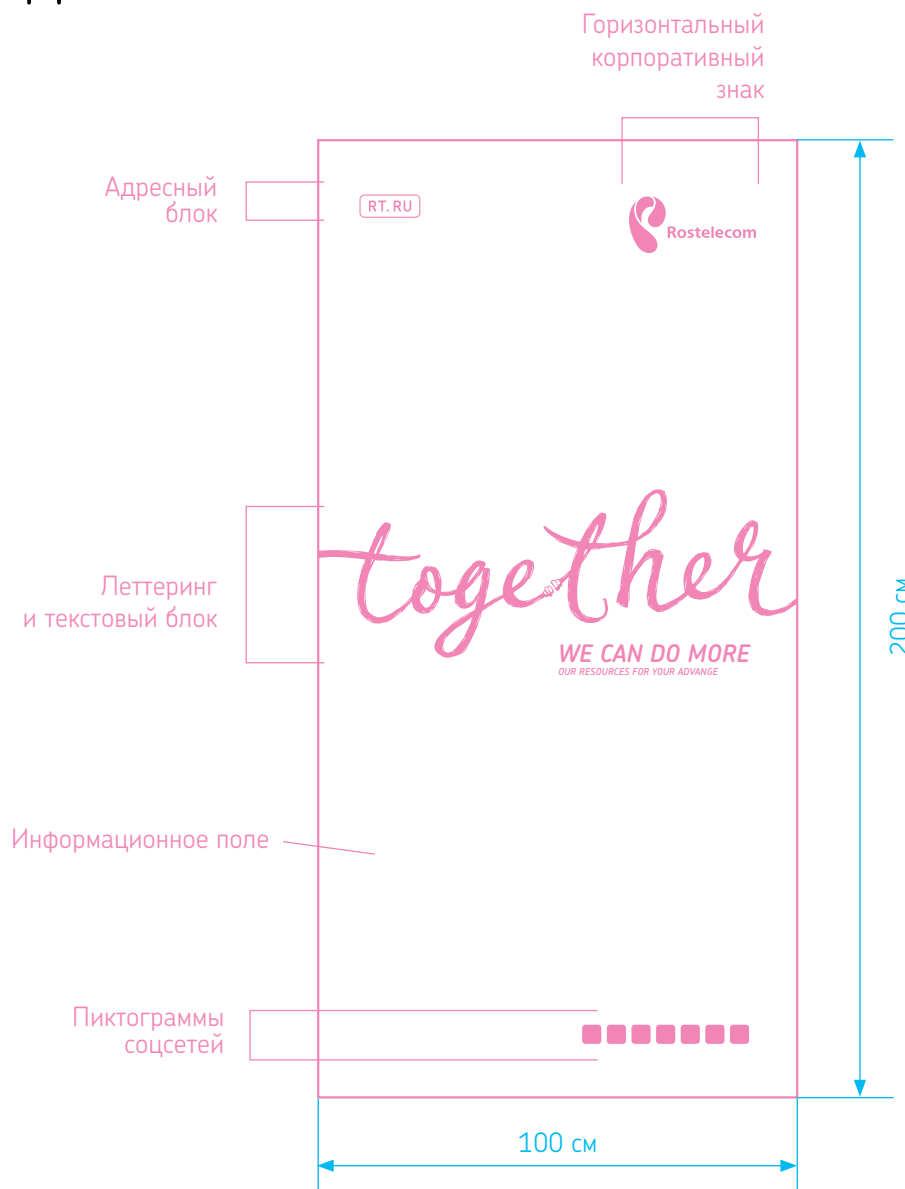 Горизонтальный
корпоративный
знак
Адресный
блок
RT.RU
Rostelecom
Леттеринг
и текстовый блок
together
WE CAN DO MORE
OUR RESOURCES FOR YOUR ADVANGE
200 см
Информационное поле
Пиктограммы
соцсетей
100 см